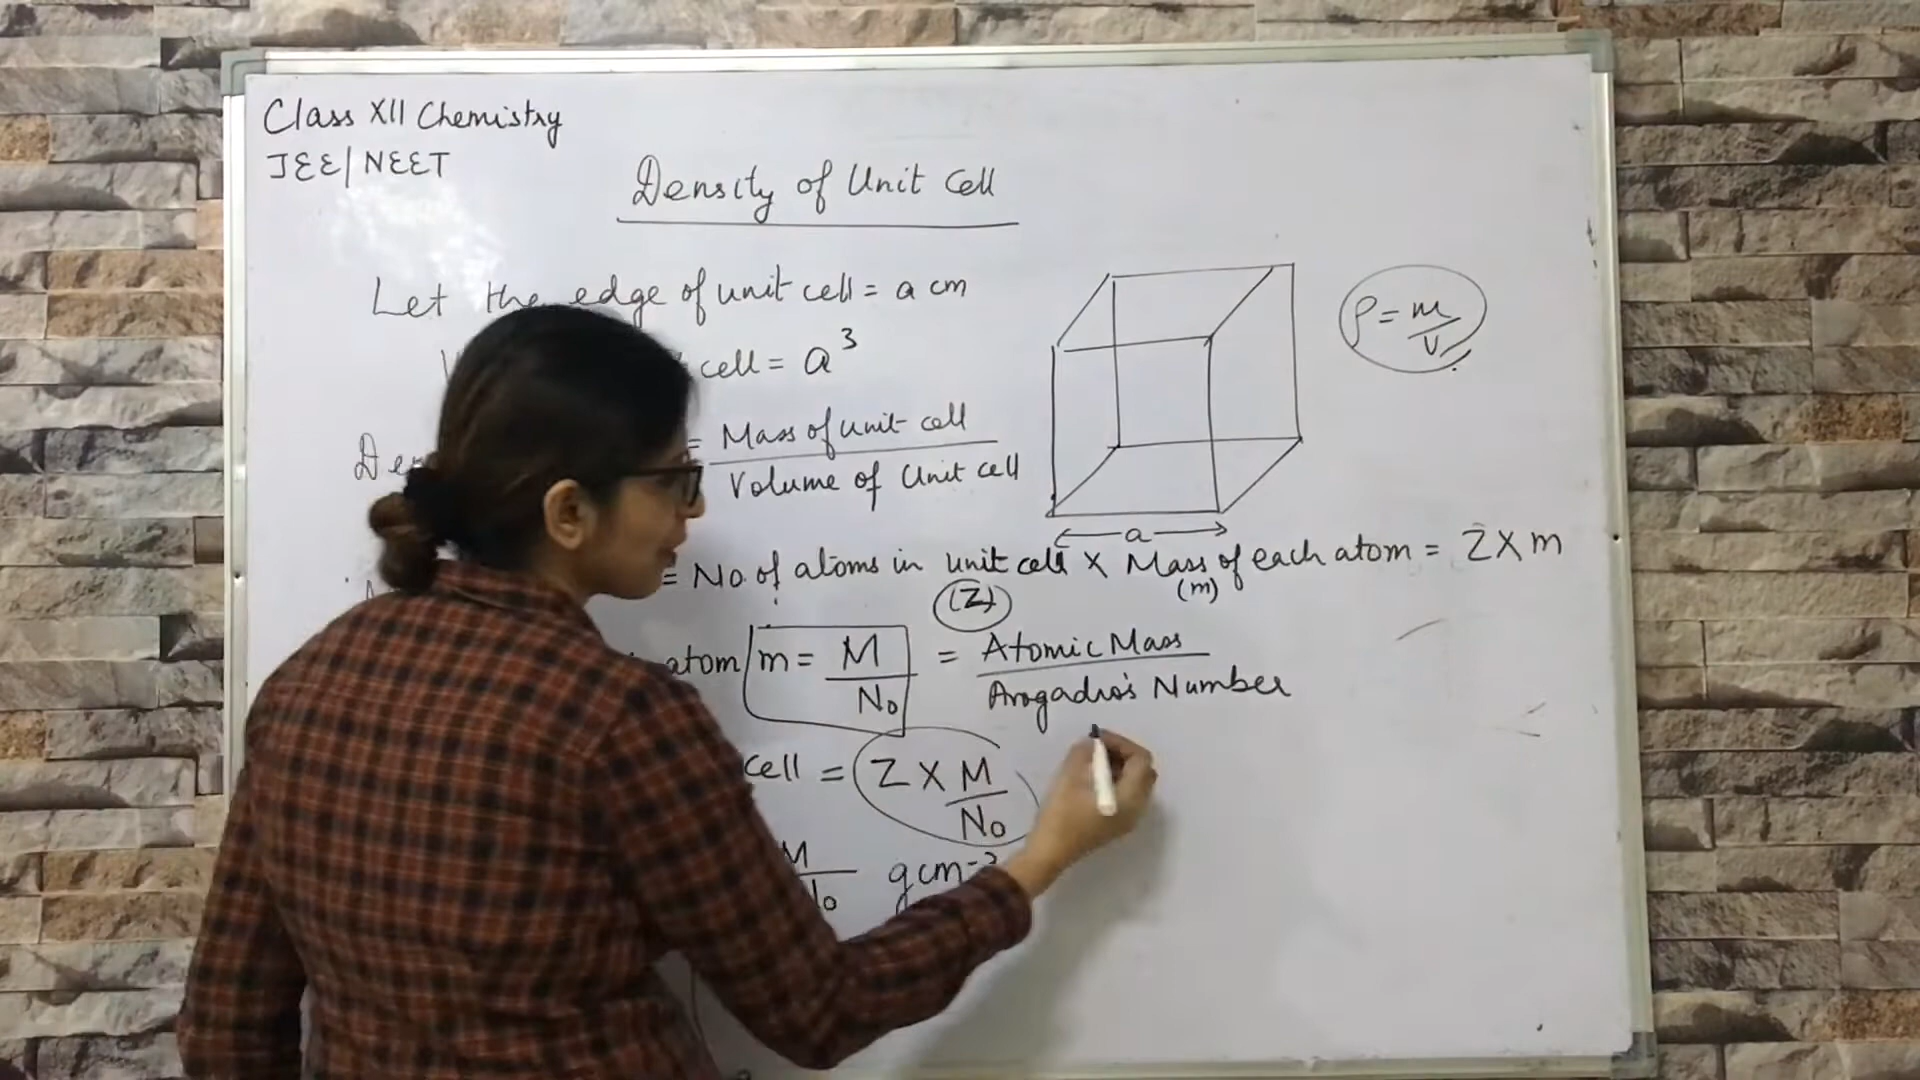 Class XII Chemistry
JEE/NEET
Density of Unit Cell
Let the edge of unit cell = a cm
cell = a³
ρ = m/V
= Mass of unit cell / Volume of Unit cell
a
= No. of atoms in unit cell × Mass of each atom = Z × m
(Z) (m)
atom m = M/N₀ = Atomic Mass / Avogadro's Number
cell = Z × M/N₀
M g cm⁻³